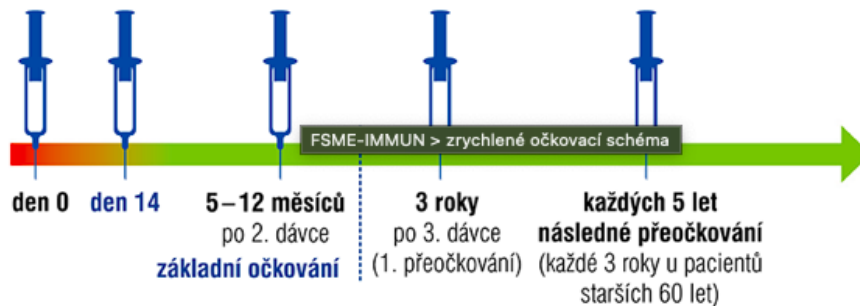 FSME-IMMUN > zrychlené očkovací schéma
den 0
den 14
5–12 měsíců
po 2. dávce
základní očkování
3 roky
po 3. dávce
(1. přeočkování)
každých 5 let
následné přeočkování
(každé 3 roky u pacientů
starších 60 let)